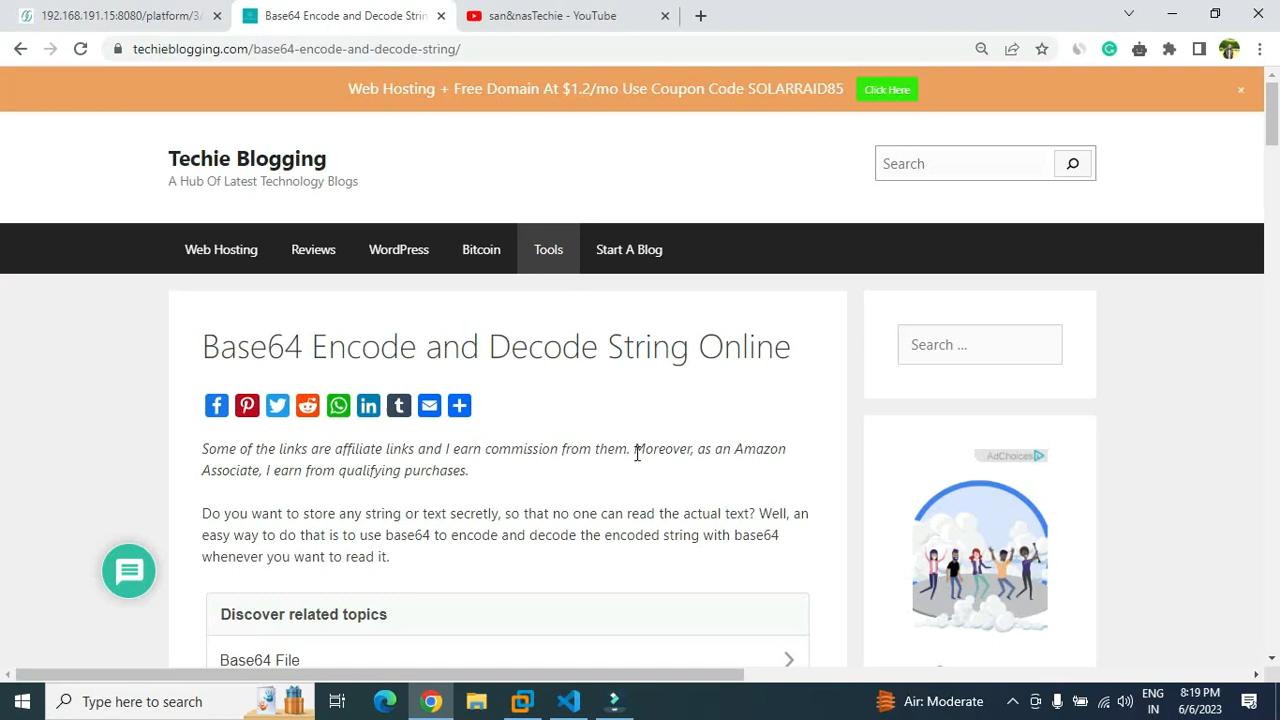 192.168.191.15:8080/platform/3/
Base64 Encode and Decode Strin
san&nasTechie - YouTube
techieblogging.com/base64-encode-and-decode-string/
Web Hosting + Free Domain At $1.2/mo Use Coupon Code SOLARRAID85
Click Here
×
Techie Blogging
A Hub Of Latest Technology Blogs
Search
Web Hosting
Reviews
WordPress
Bitcoin
Tools
Start A Blog
Base64 Encode and Decode String Online
Search ...
Some of the links are affiliate links and I earn commission from them. Moreover, as an Amazon
Associate, I earn from qualifying purchases.
AdChoices
Do you want to store any string or text secretly, so that no one can read the actual text? Well, an
easy way to do that is to use base64 to encode and decode the encoded string with base64
whenever you want to read it.
Discover related topics
Base64 File
Type here to search
Air: Moderate
ENG
IN
8:19 PM
6/6/2023